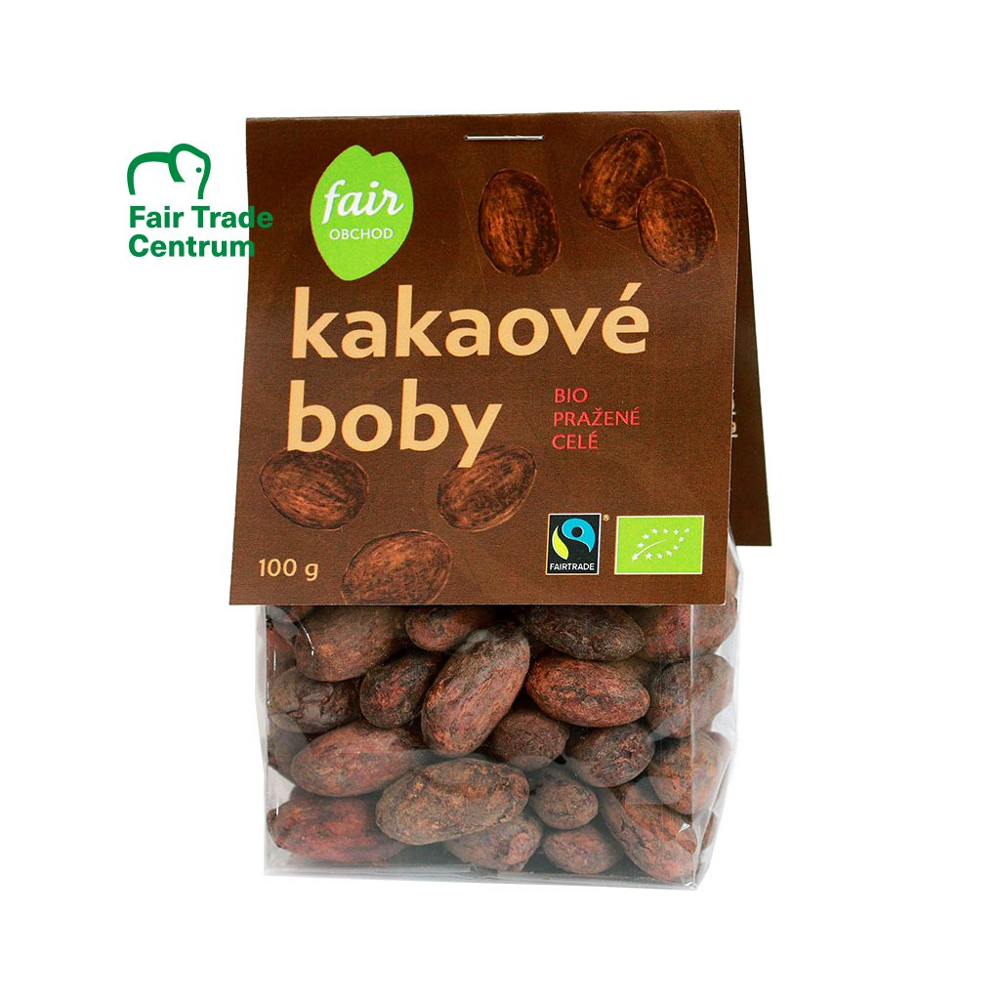 Fair Trade
Centrum
fair
OBCHOD
kakaové
boby
BIO
PRAŽENÉ
CELÉ
100 g
FAIRTRADE
®